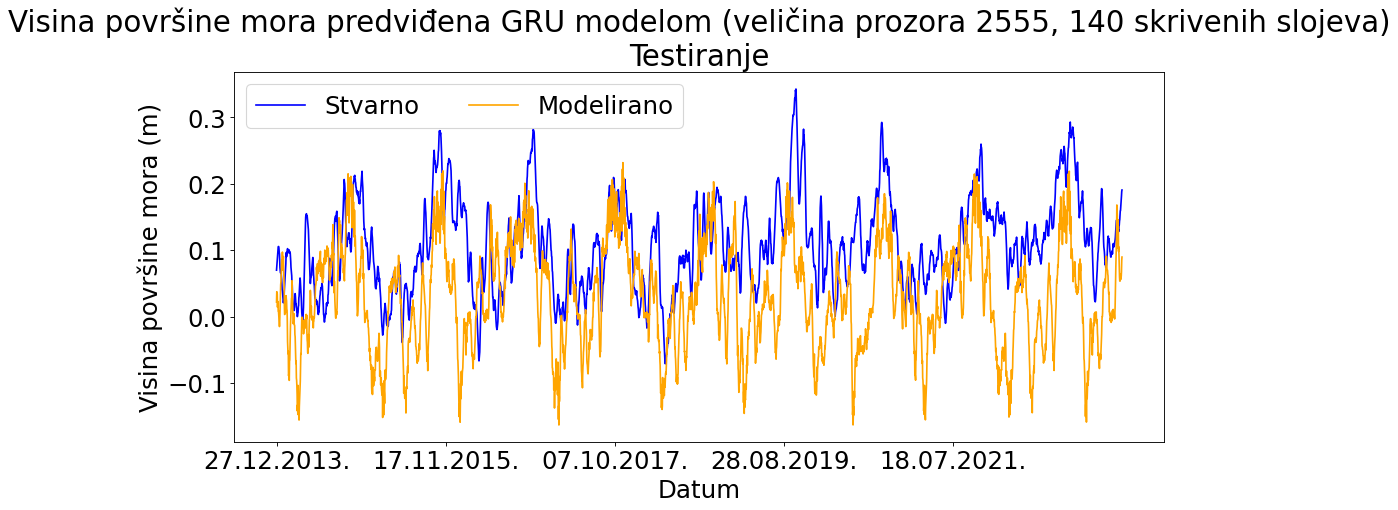 Visina površine mora predviđena GRU modelom (veličina prozora 2555, 140 skrivenih slojeva)
Testiranje
Stvarno Modelirano
Visina površine mora (m)
0.3
0.2
0.1
0.0
−0.1
27.12.2013. 17.11.2015. 07.10.2017. 28.08.2019. 18.07.2021.
Datum